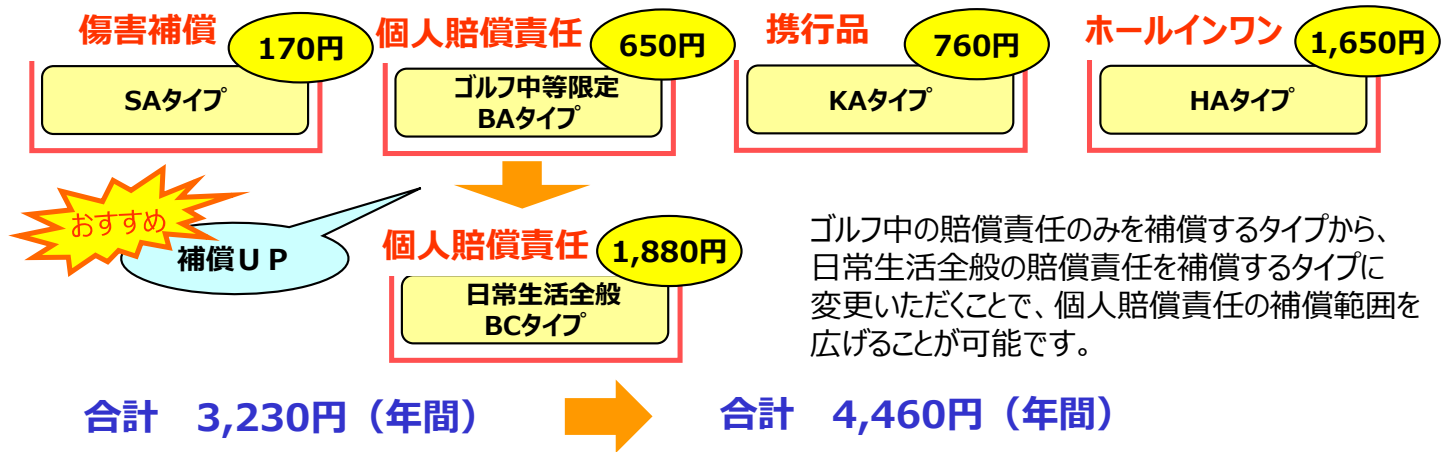 傷害補償
170円
SAタイプ
個人賠償責任
650円
ゴルフ中等限定
BAタイプ
携行品
760円
KAタイプ
ホールインワン
1,650円
HAタイプ
おすすめ
補償ＵＰ
個人賠償責任
1,880円
日常生活全般
BCタイプ
ゴルフ中の賠償責任のみを補償するタイプから、
日常生活全般の賠償責任を補償するタイプに
変更いただくことで、個人賠償責任の補償範囲を
広げることが可能です。
合計　3,230円（年間）
合計　4,460円（年間）